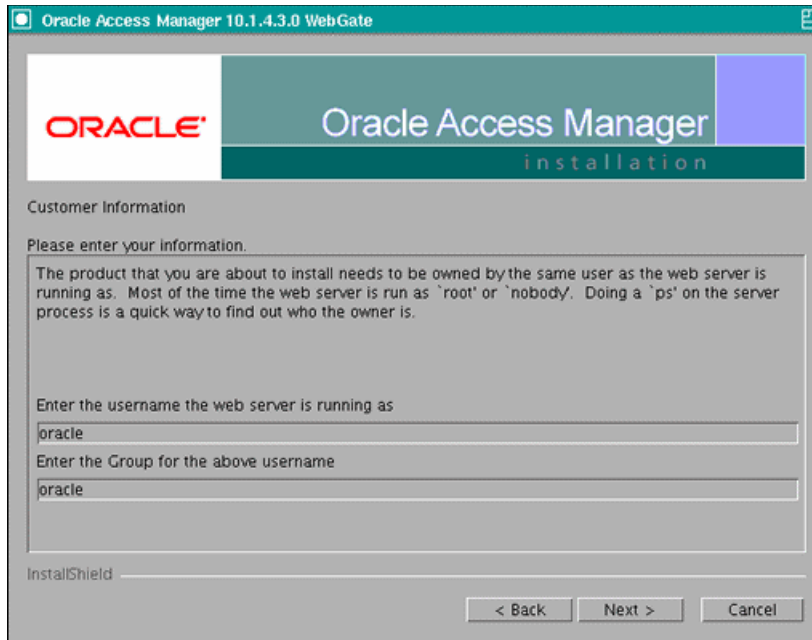 Oracle Access Manager 10.1.4.3.0 WebGate
ORACLE®
Oracle Access Manager
installation
Customer Information
Please enter your information.
The product that you are about to install needs to be owned by the same user as the web server is
running as.  Most of the time the web server is run as `root' or `nobody'.  Doing a `ps' on the server
process is a quick way to find out who the owner is.
Enter the username the web server is running as
oracle
Enter the Group for the above username
oracle
InstallShield
< Back
Next >
Cancel